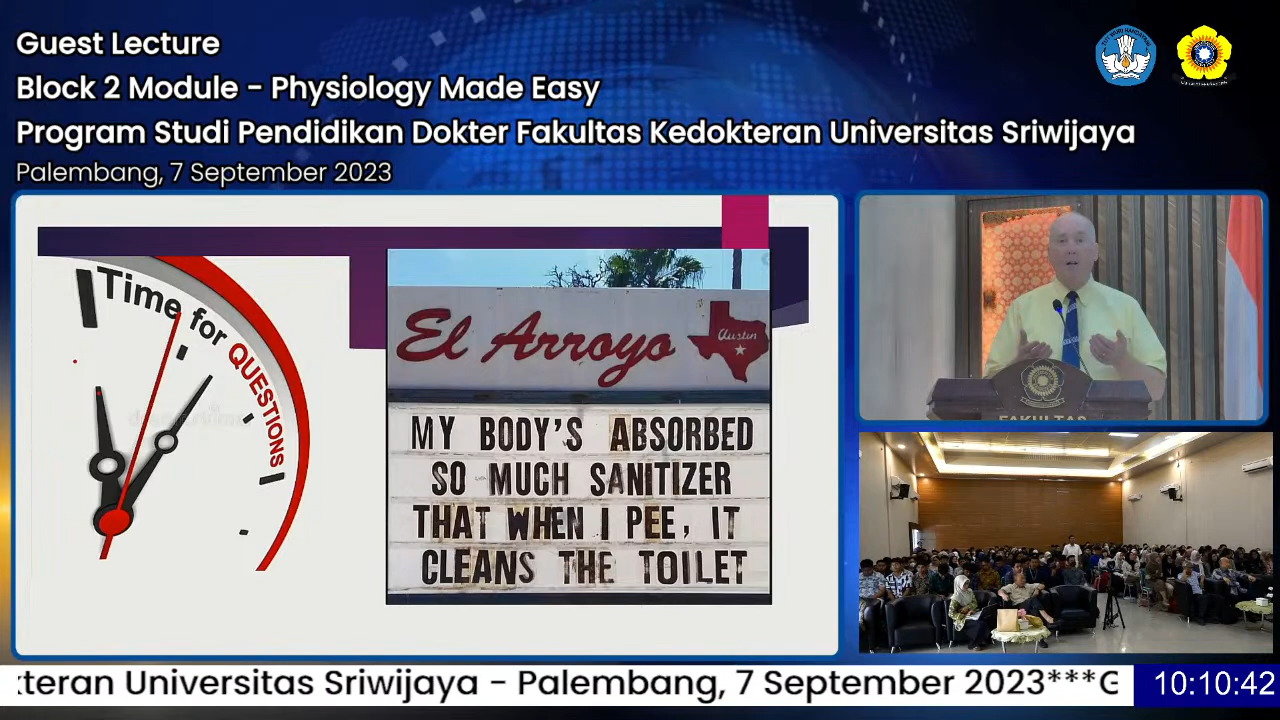 Guest Lecture
Block 2 Module - Physiology Made Easy
Program Studi Pendidikan Dokter Fakultas Kedokteran Universitas Sriwijaya
Palembang, 7 September 2023
Time for QUESTIONS
El Arroyo
Austin
MY BODY'S ABSORBED
SO MUCH SANITIZER
THAT WHEN I PEE, IT
CLEANS THE TOILET
FAKULTAS
kteran Universitas Sriwijaya - Palembang, 7 September 2023***G
10:10:42